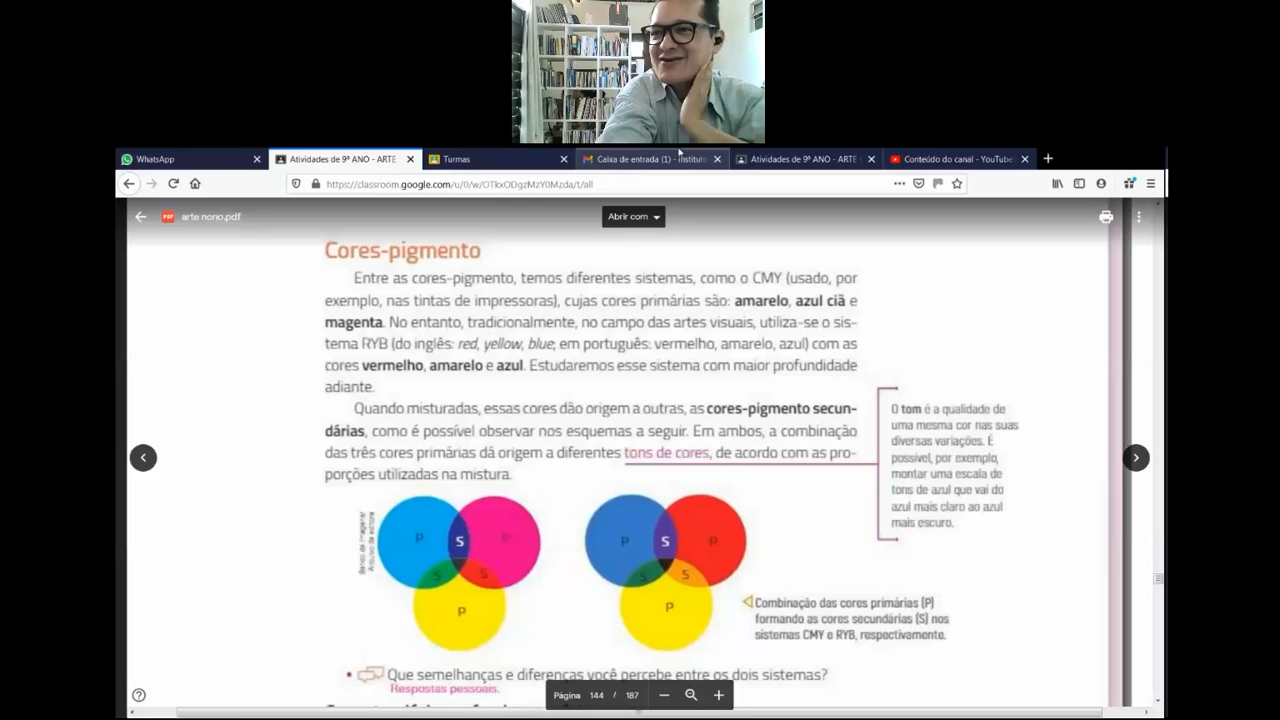 WhatsApp
Atividades de 9º ANO - ARTE
Turmas
Caixa de entrada (1) - Institut
Atividades de 9º ANO - ARTE
Conteúdo do canal - YouTube
https://classroom.google.com/u/0/w/OTkxODgzMzY0Mzda/t/all
PDF arte nono.pdf
Abrir com
Cores-pigmento
Entre as cores-pigmento, temos diferentes sistemas, como o CMY (usado, por
exemplo, nas tintas de impressoras), cujas cores primárias são: amarelo, azul ciã e
magenta. No entanto, tradicionalmente, no campo das artes visuais, utiliza-se o sis-
tema RYB (do inglês: red, yellow, blue; em português: vermelho, amarelo, azul) com as
cores vermelho, amarelo e azul. Estudaremos esse sistema com maior profundidade
adiante.
Quando misturadas, essas cores dão origem a outras, as cores-pigmento secun-
dárias, como é possível observar nos esquemas a seguir. Em ambos, a combinação
das três cores primárias dá origem a diferentes tons de cores, de acordo com as pro-
porções utilizadas na mistura.
O tom é a qualidade de
uma mesma cor nas suas
diversas variações. É
possível, por exemplo,
montar uma escala de
tons de azul que vai do
azul mais claro ao azul
mais escuro.
Banco de imagens/
Arquivo da editora
P S P
S S
P
P S P
S S
P
Combinação das cores primárias (P)
formando as cores secundárias (S) nos
sistemas CMY e RYB, respectivamente.
Que semelhanças e diferenças você percebe entre os dois sistemas?
Respostas pessoais.
Página 144 / 187